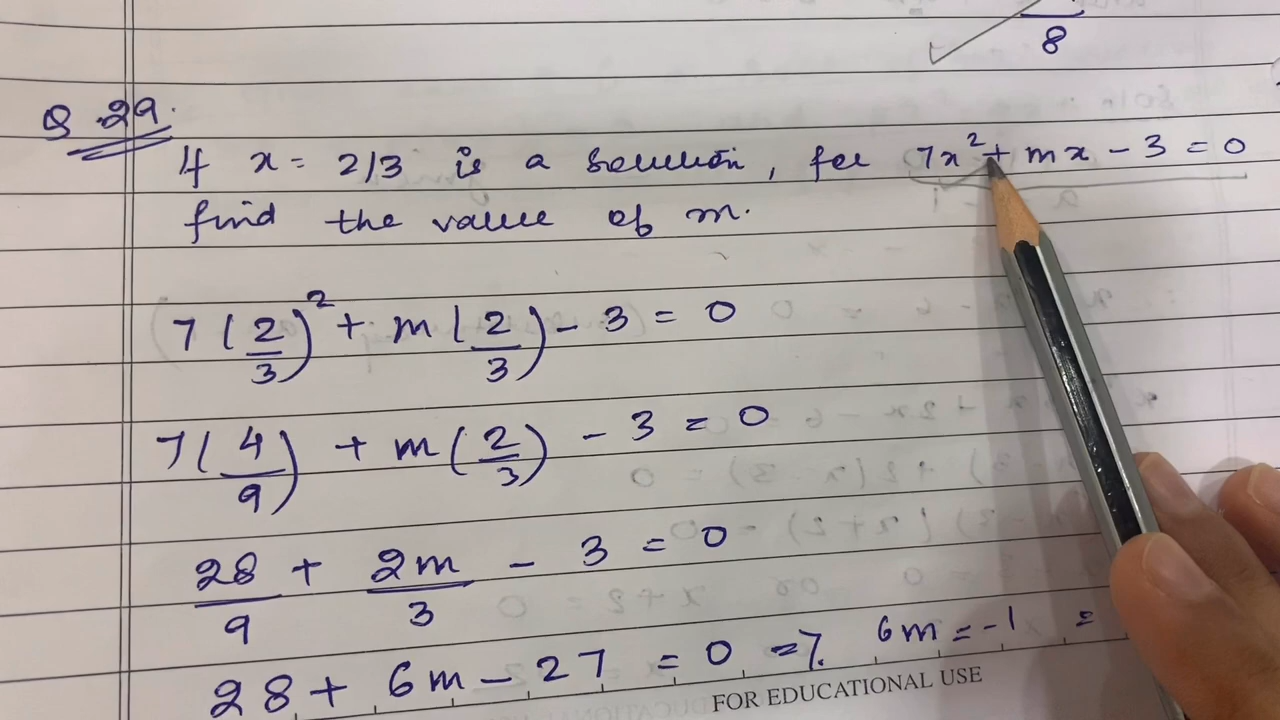 8
Q.29.
If x = 2/3 is a solution, for 7x² + mx - 3 = 0
find the value of m.
7(2/3)² + m(2/3) - 3 = 0
7(4/9) + m(2/3) - 3 = 0
28/9 + 2m/3 - 3 = 0
28 + 6m - 27 = 0 => 6m = -1 =
FOR EDUCATIONAL USE